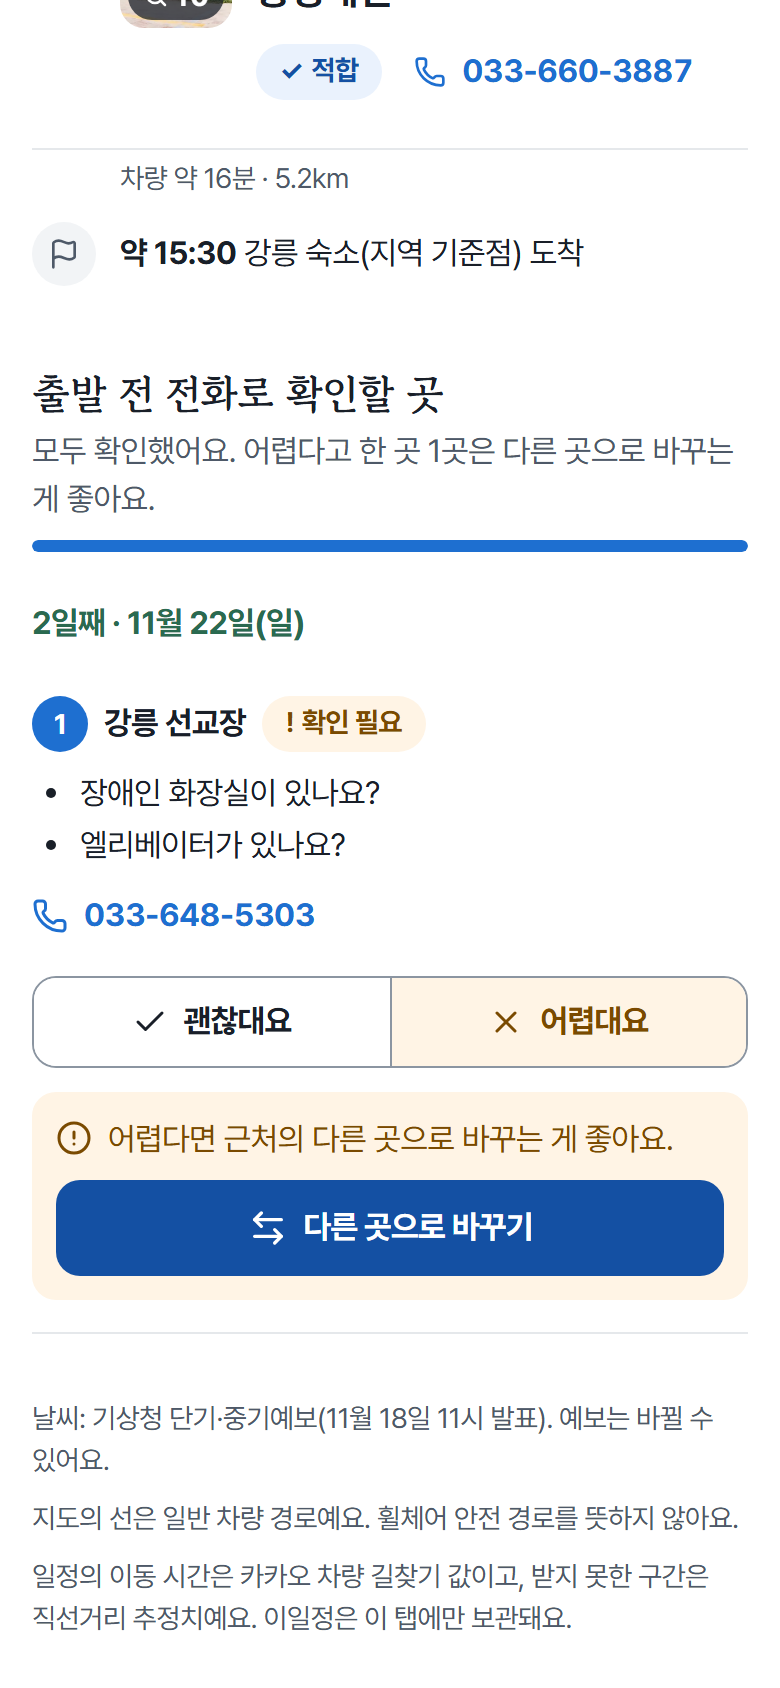 적합 033-660-3887
차량 약 16분 · 5.2km
약 15:30 강릉 숙소(지역 기준점) 도착
출발 전 전화로 확인할 곳
모두 확인했어요. 어렵다고 한 곳 1곳은 다른 곳으로 바꾸는
게 좋아요.
2일째 · 11월 22일(일)
1 강릉 선교장 ! 확인 필요
• 장애인 화장실이 있나요?
• 엘리베이터가 있나요?
033-648-5303
괜찮대요 어렵대요
어렵다면 근처의 다른 곳으로 바꾸는 게 좋아요.
다른 곳으로 바꾸기
날씨: 기상청 단기·중기예보(11월 18일 11시 발표). 예보는 바뀔 수
있어요.
지도의 선은 일반 차량 경로예요. 휠체어 안전 경로를 뜻하지 않아요.
일정의 이동 시간은 카카오 차량 길찾기 값이고, 받지 못한 구간은
직선거리 추정치예요. 이일정은 이 탭에만 보관돼요.